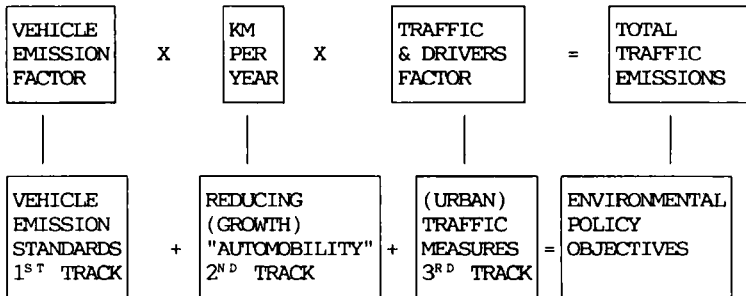 VEHICLE
EMISSION
FACTOR
X
KM
PER
YEAR
X
TRAFFIC
& DRIVERS
FACTOR
=
TOTAL
TRAFFIC
EMISSIONS
VEHICLE
EMISSION
STANDARDS
1ST TRACK
+
REDUCING
(GROWTH)
"AUTOMOBILITY"
2ND TRACK
+
(URBAN)
TRAFFIC
MEASURES
3RD TRACK
=
ENVIRONMENTAL
POLICY
OBJECTIVES